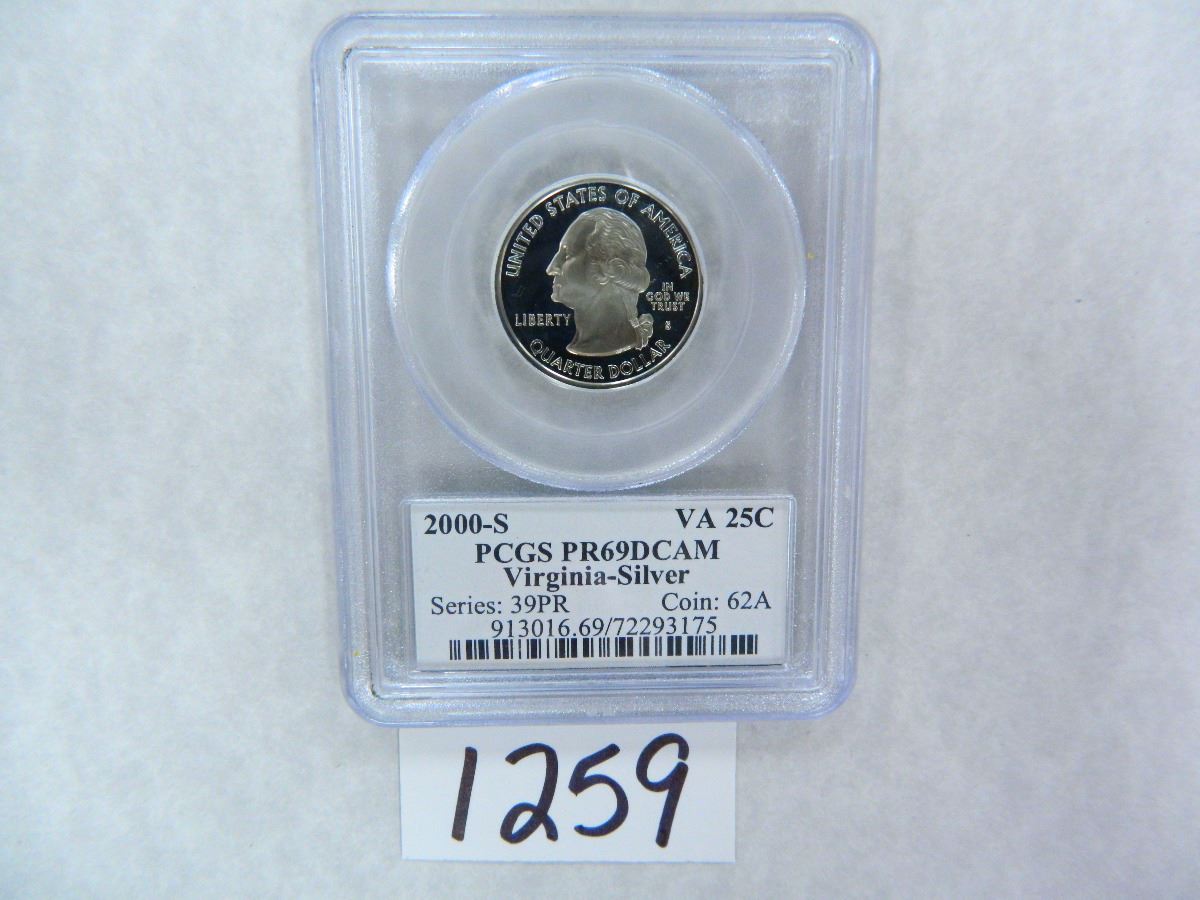 UNITED STATES OF AMERICA
IN
GOD WE
TRUST
LIBERTY
S
QUARTER DOLLAR
2000-S VA 25C
PCGS PR69DCAM
Virginia-Silver
Series: 39PR Coin: 62A
913016.69/72293175
1259